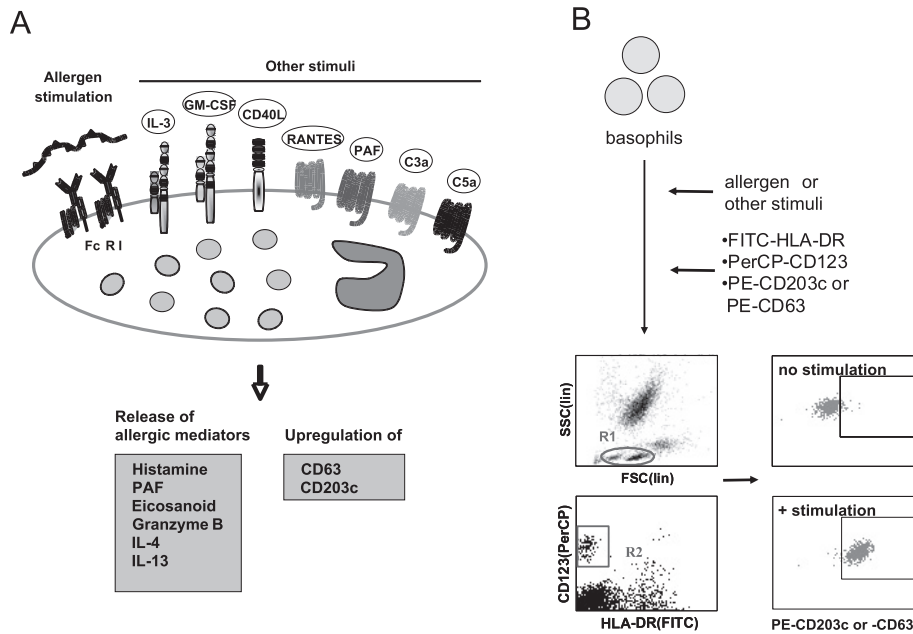 A
Allergen
stimulation
Other stimuli
IL-3
GM-CSF
CD40L
RANTES
PAF
C3a
C5a
Fc R I
Release of
allergic mediators
Histamine
PAF
Eicosanoid
Granzyme B
IL-4
IL-13
Upregulation of
CD63
CD203c
B
basophils
allergen or
other stimuli
•FITC-HLA-DR
•PerCP-CD123
•PE-CD203c or
PE-CD63
SSC(lin)
R1
FSC(lin)
no stimulation
CD123(PerCP)
R2
HLA-DR(FITC)
+ stimulation
PE-CD203c or -CD63